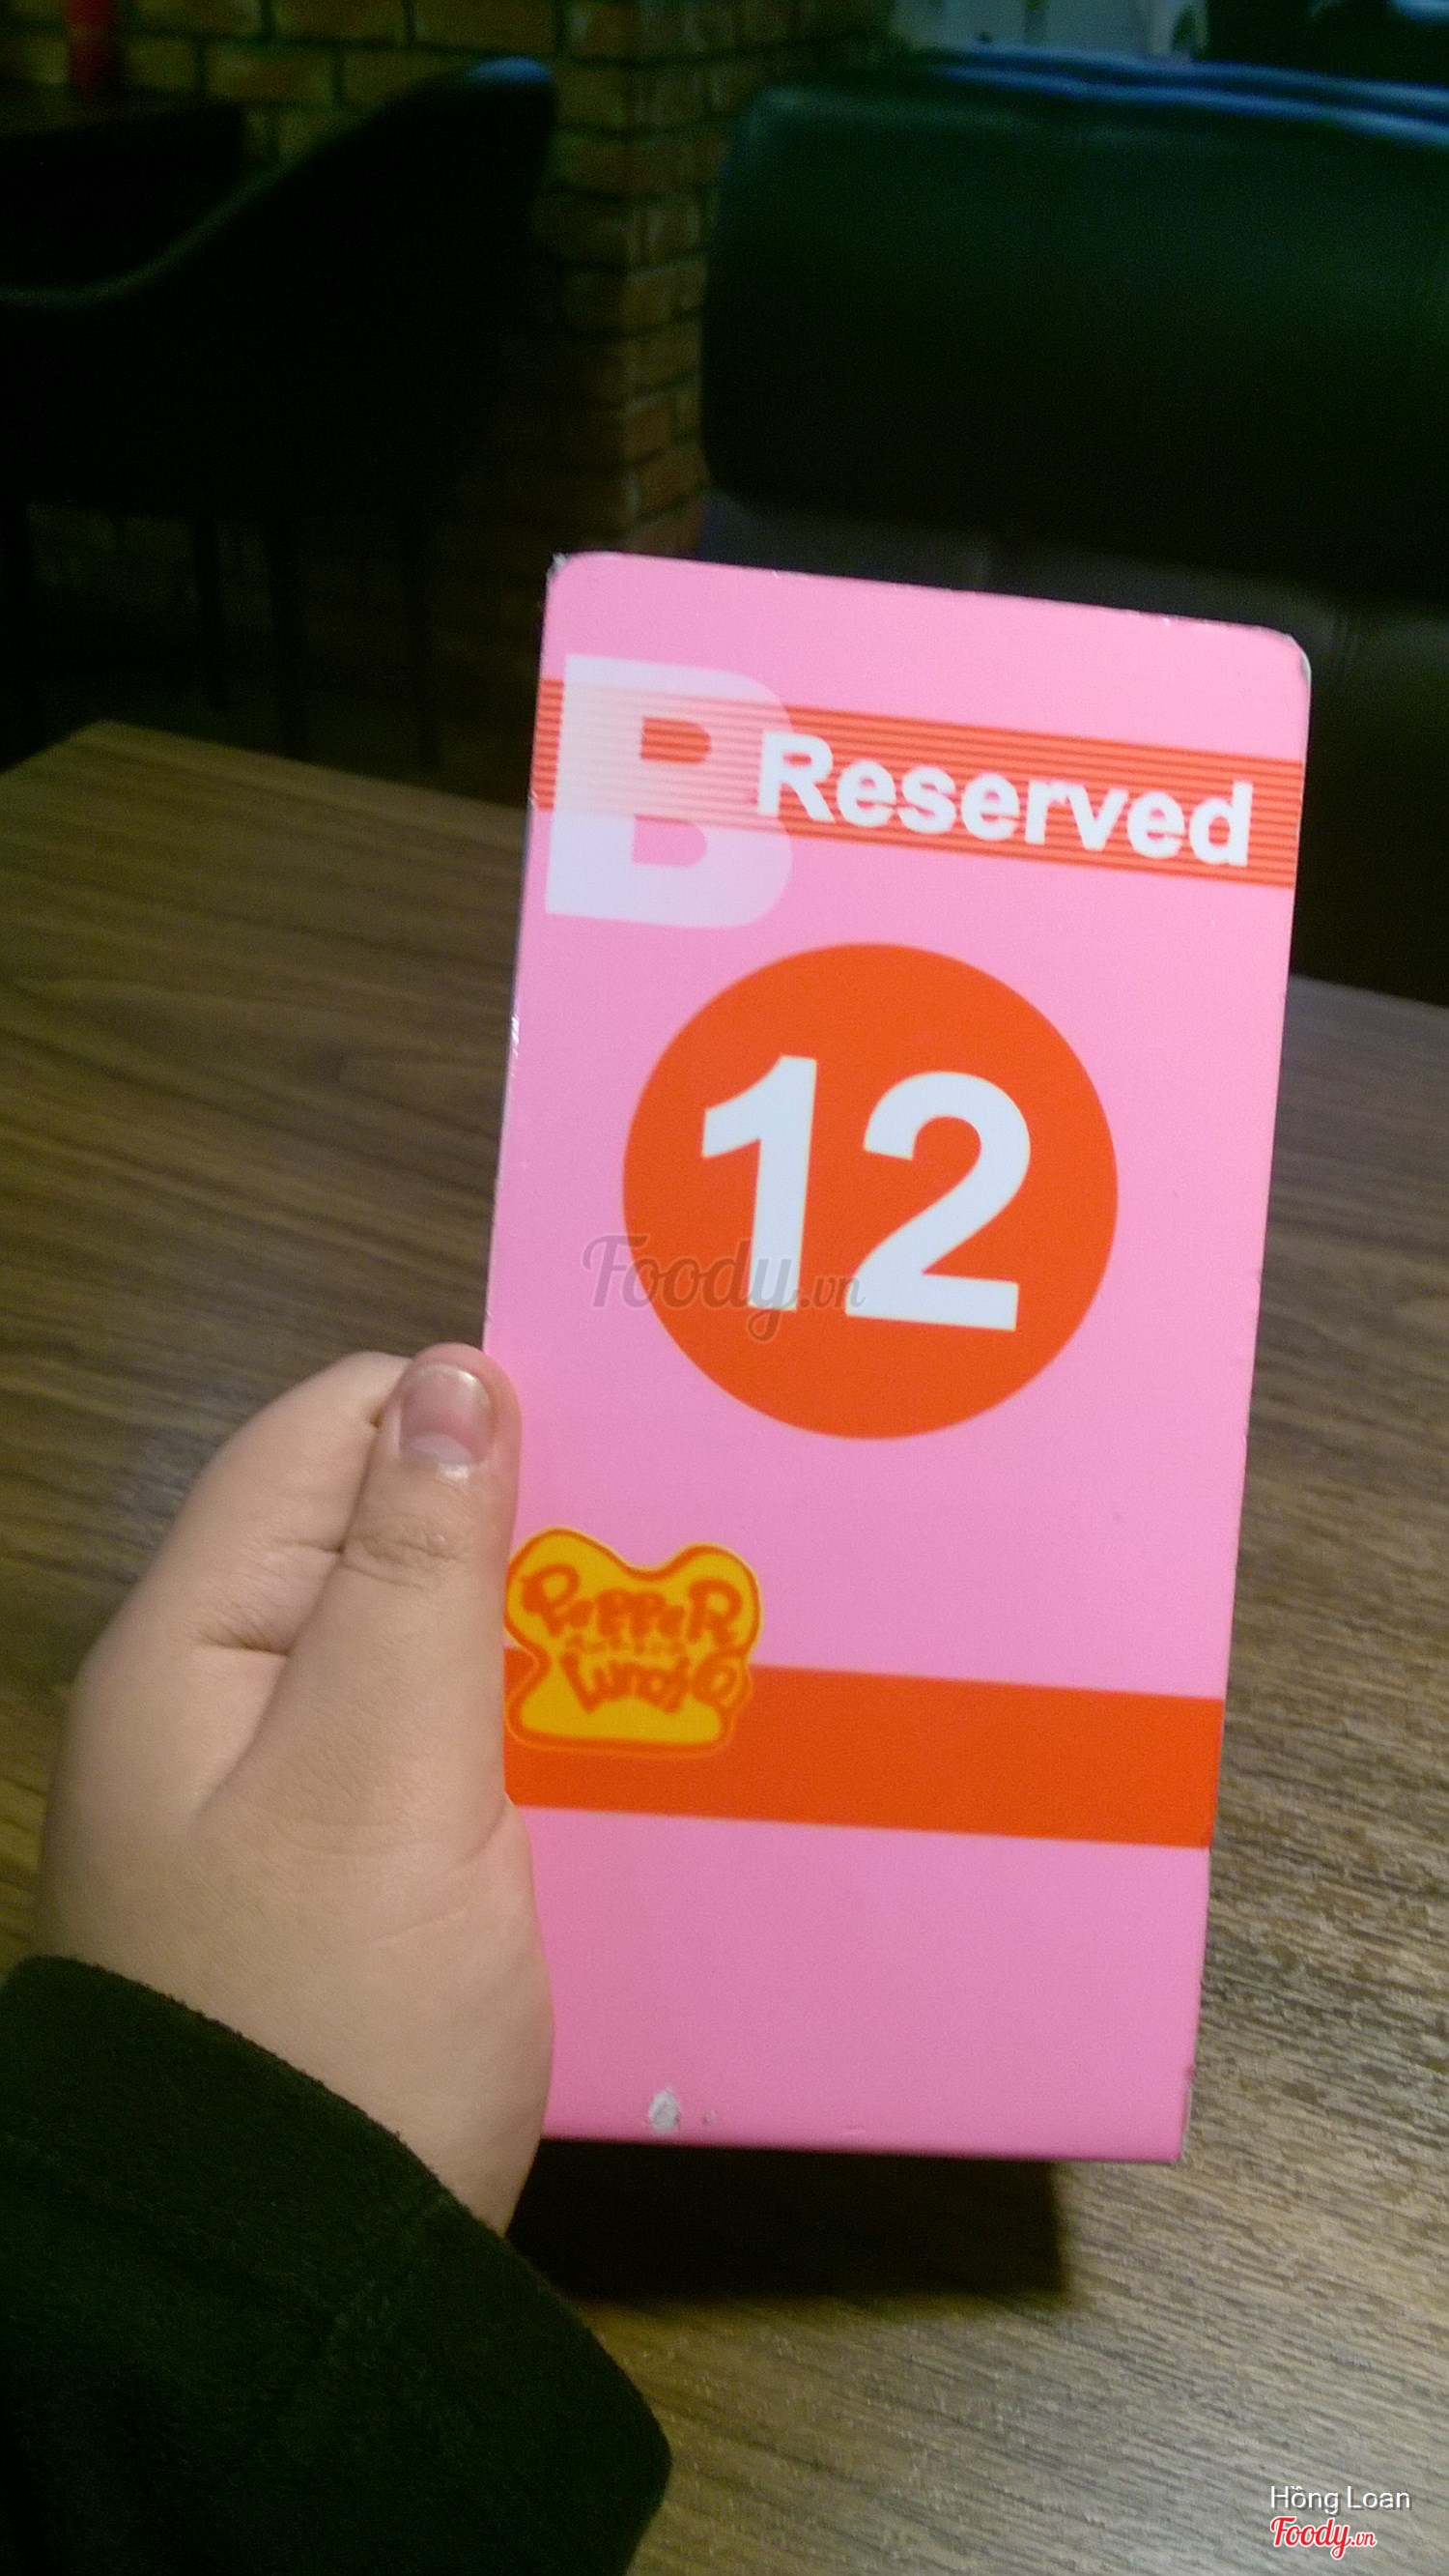 B Reserved
12
Foody.vn
PEPPER
Lunch
Hồng Loan
Foody.vn